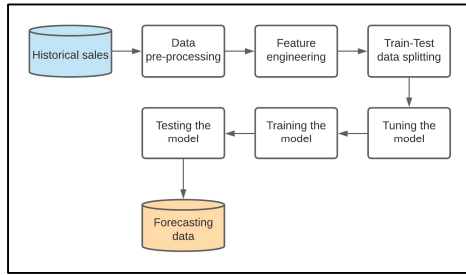 Historical sales
Data
pre-processing
Feature
engineering
Train-Test
data splitting
Tuning the
model
Training the
model
Testing the
model
Forecasting
data